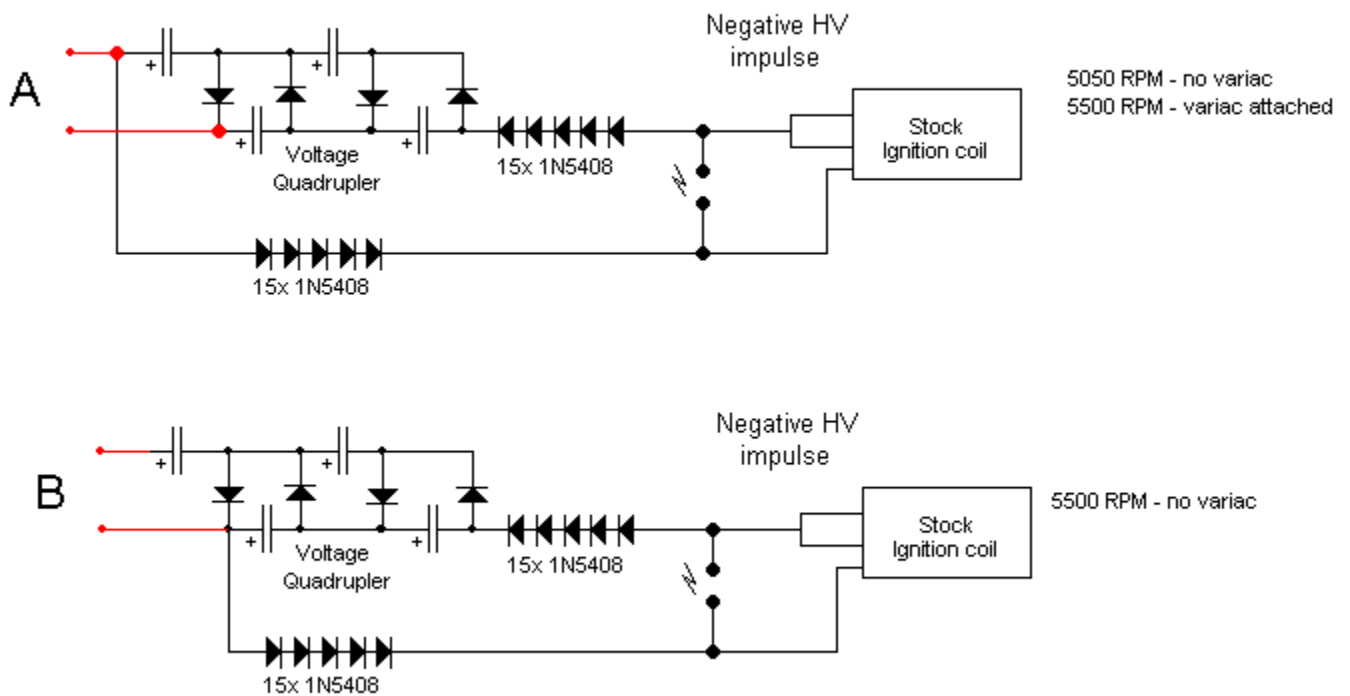 Negative HV
impulse
A
+
+
5050 RPM - no variac
5500 RPM - variac attached
Stock
Ignition coil
+
+
Voltage
Quadrupler
15x 1N5408
15x 1N5408
Negative HV
impulse
B
+
+
5500 RPM - no variac
Stock
Ignition coil
+
+
Voltage
Quadrupler
15x 1N5408
15x 1N5408